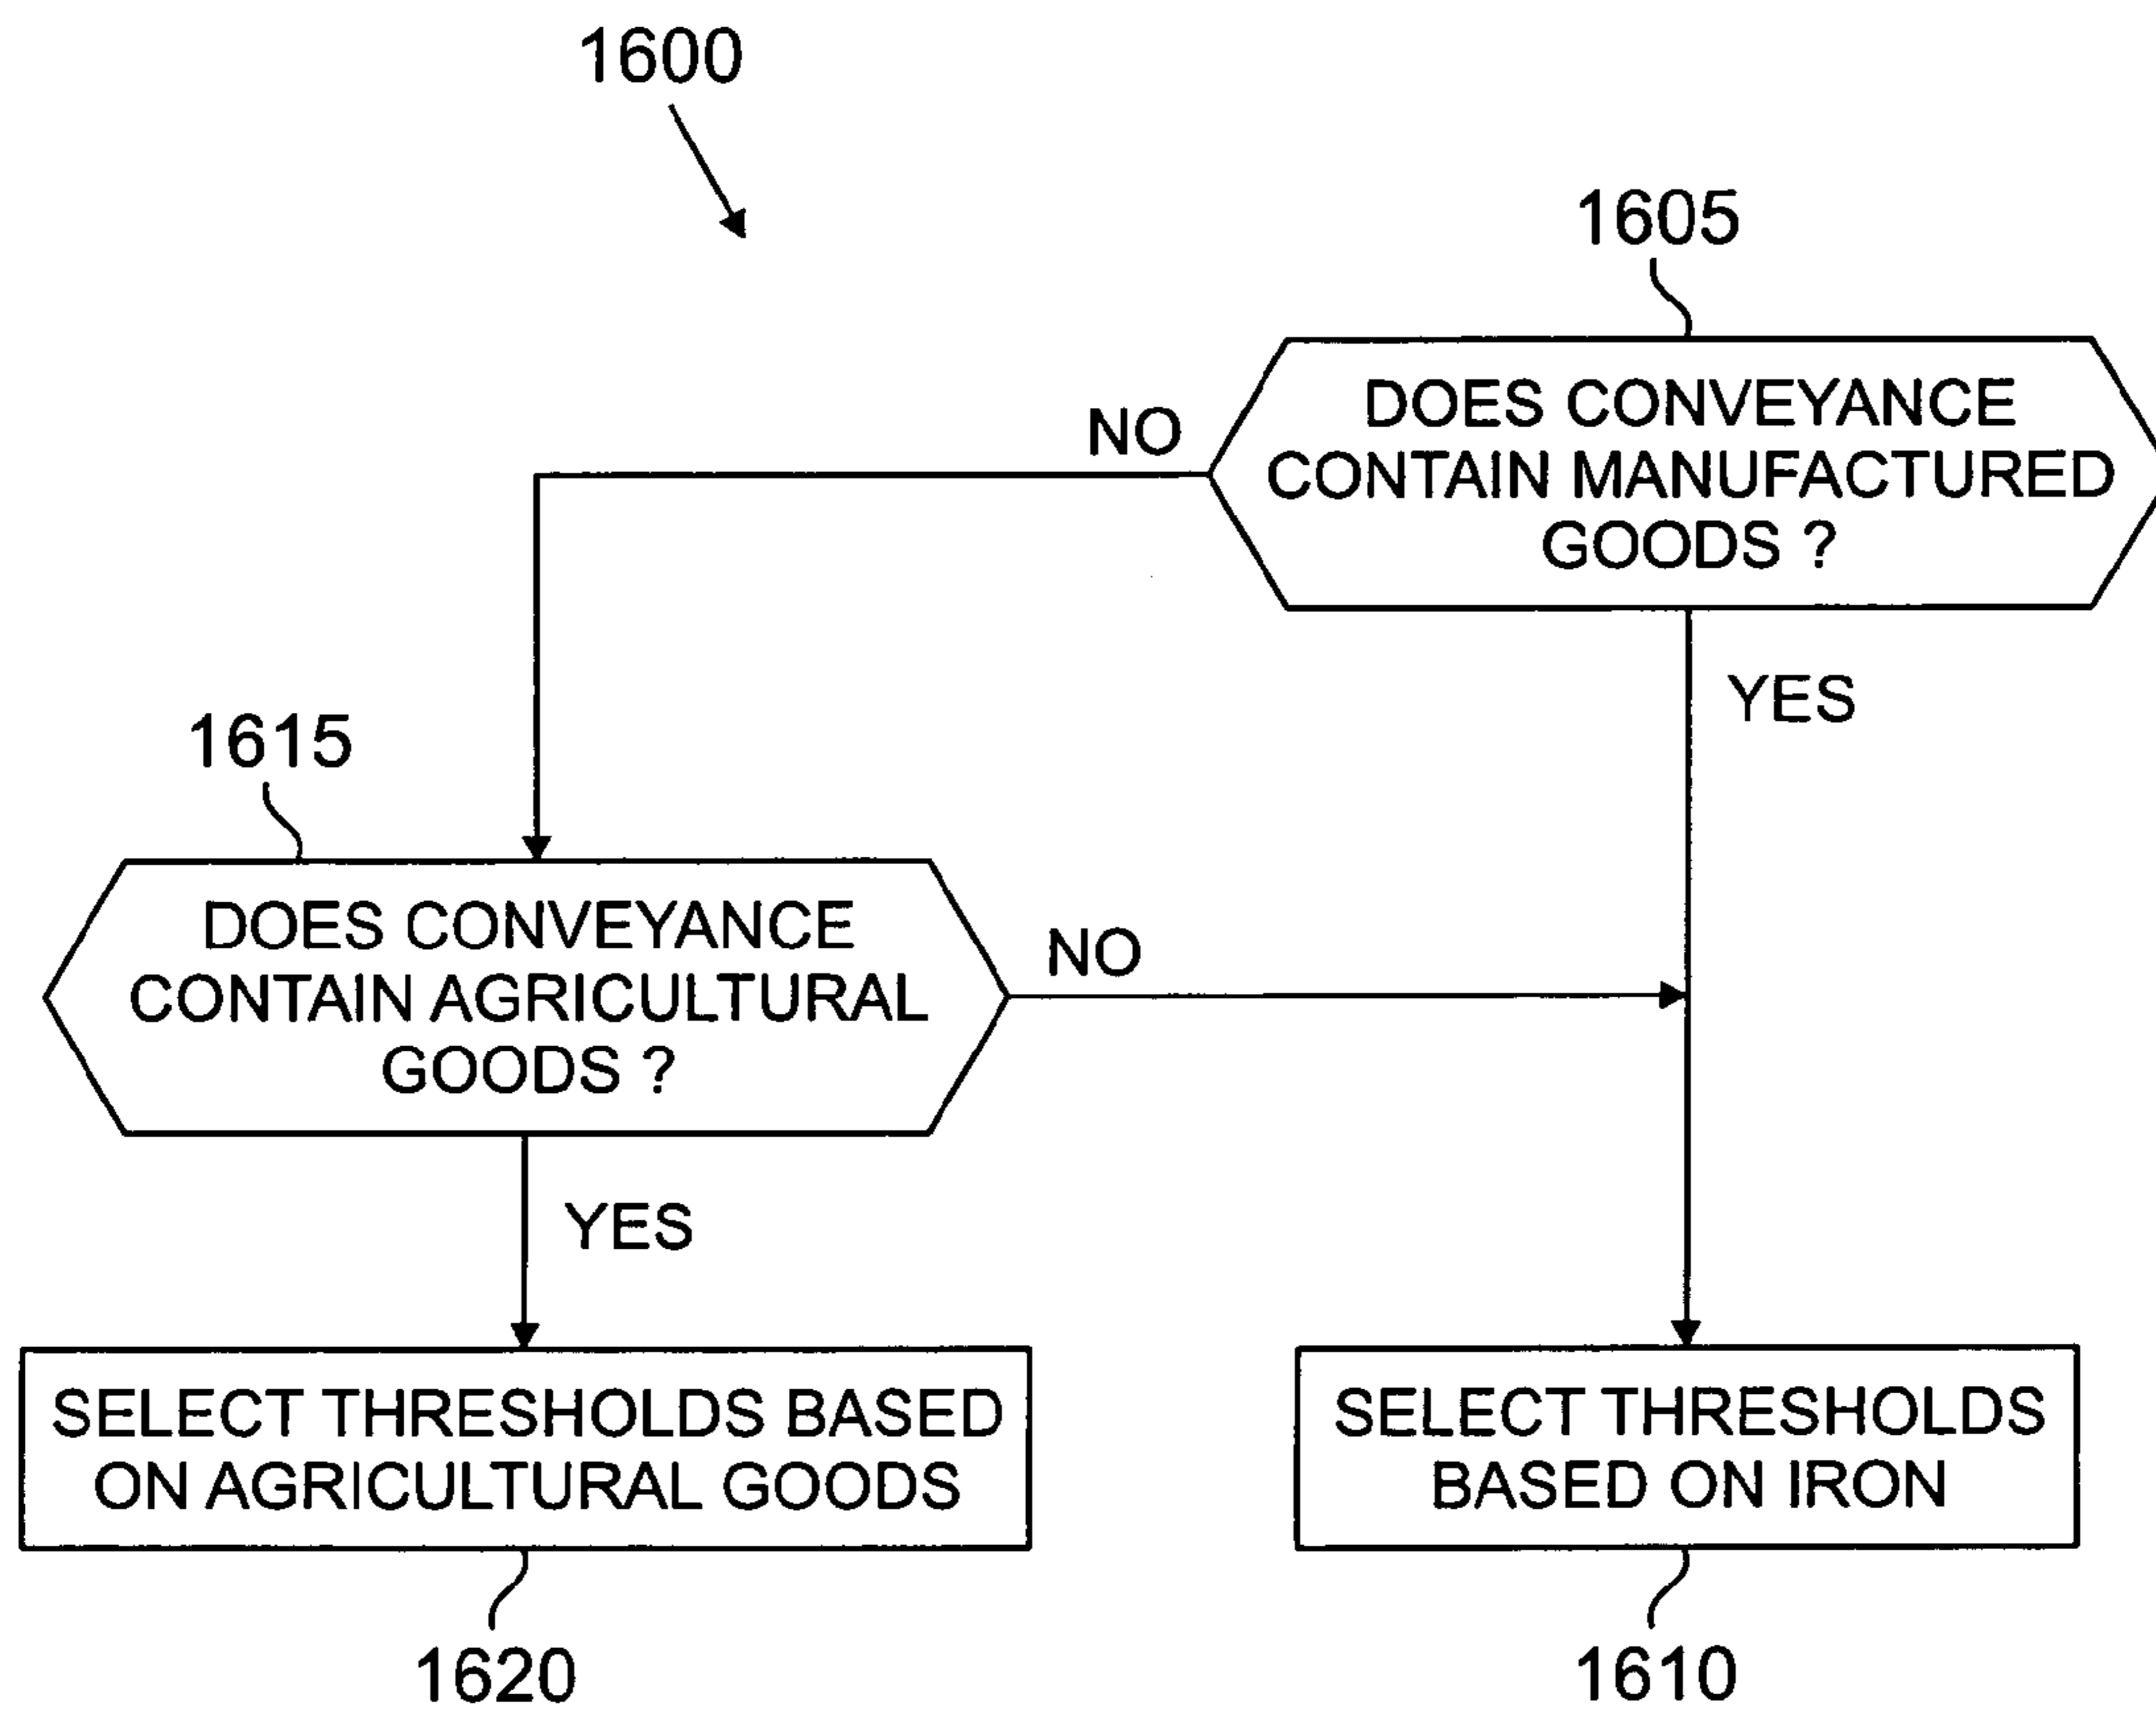 1600
1605
DOES CONVEYANCE
CONTAIN MANUFACTURED
GOODS ?
NO
YES
1615
DOES CONVEYANCE
CONTAIN AGRICULTURAL
GOODS ?
NO
YES
SELECT THRESHOLDS BASED
ON AGRICULTURAL GOODS
SELECT THRESHOLDS
BASED ON IRON
1620
1610